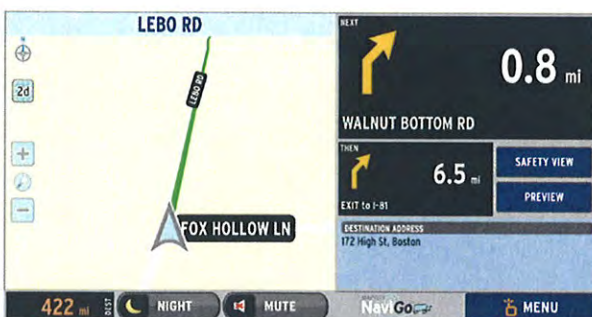 LEBO RD
2d
LEBO RD
FOX HOLLOW LN
NEXT
0.8 mi
WALNUT BOTTOM RD
THEN
6.5 mi
EXIT to I-81
SAFETY VIEW
PREVIEW
DESTINATION ADDRESS
172 High St, Boston
422 mi
DEST
NIGHT
MUTE
NaviGo
MENU